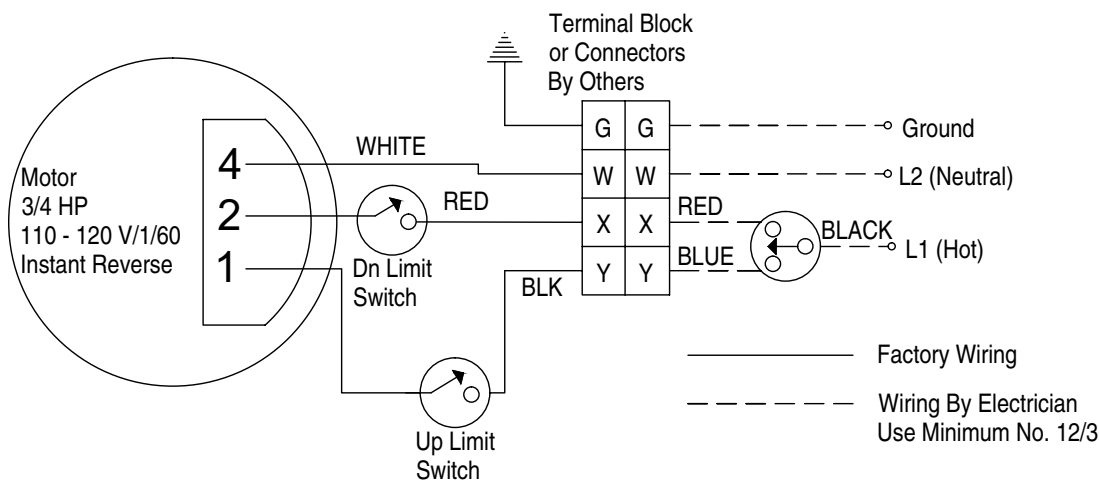 Terminal Block
or Connectors
By Others
G G
Ground
WHITE
4
W W
L2 (Neutral)
Motor
3/4 HP
110 - 120 V/1/60
Instant Reverse
2
RED
X X
RED
BLACK
L1 (Hot)
1
Dn Limit
Switch
BLK
Y Y
BLUE
Up Limit
Switch
Factory Wiring
Wiring By Electrician
Use Minimum No. 12/3